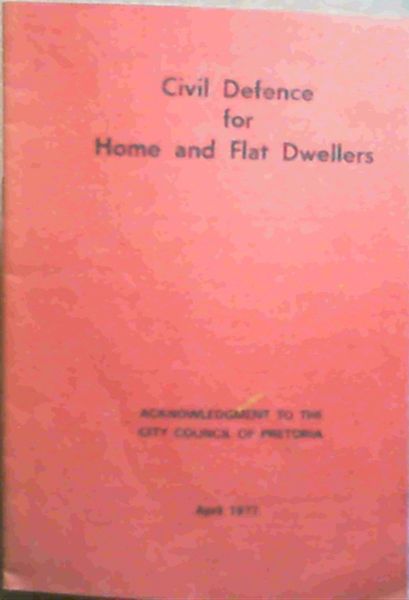 Civil Defence
for
Home and Flat Dwellers
ACKNOWLEDGMENT TO THE
CITY COUNCIL OF PRETORIA
April 1977